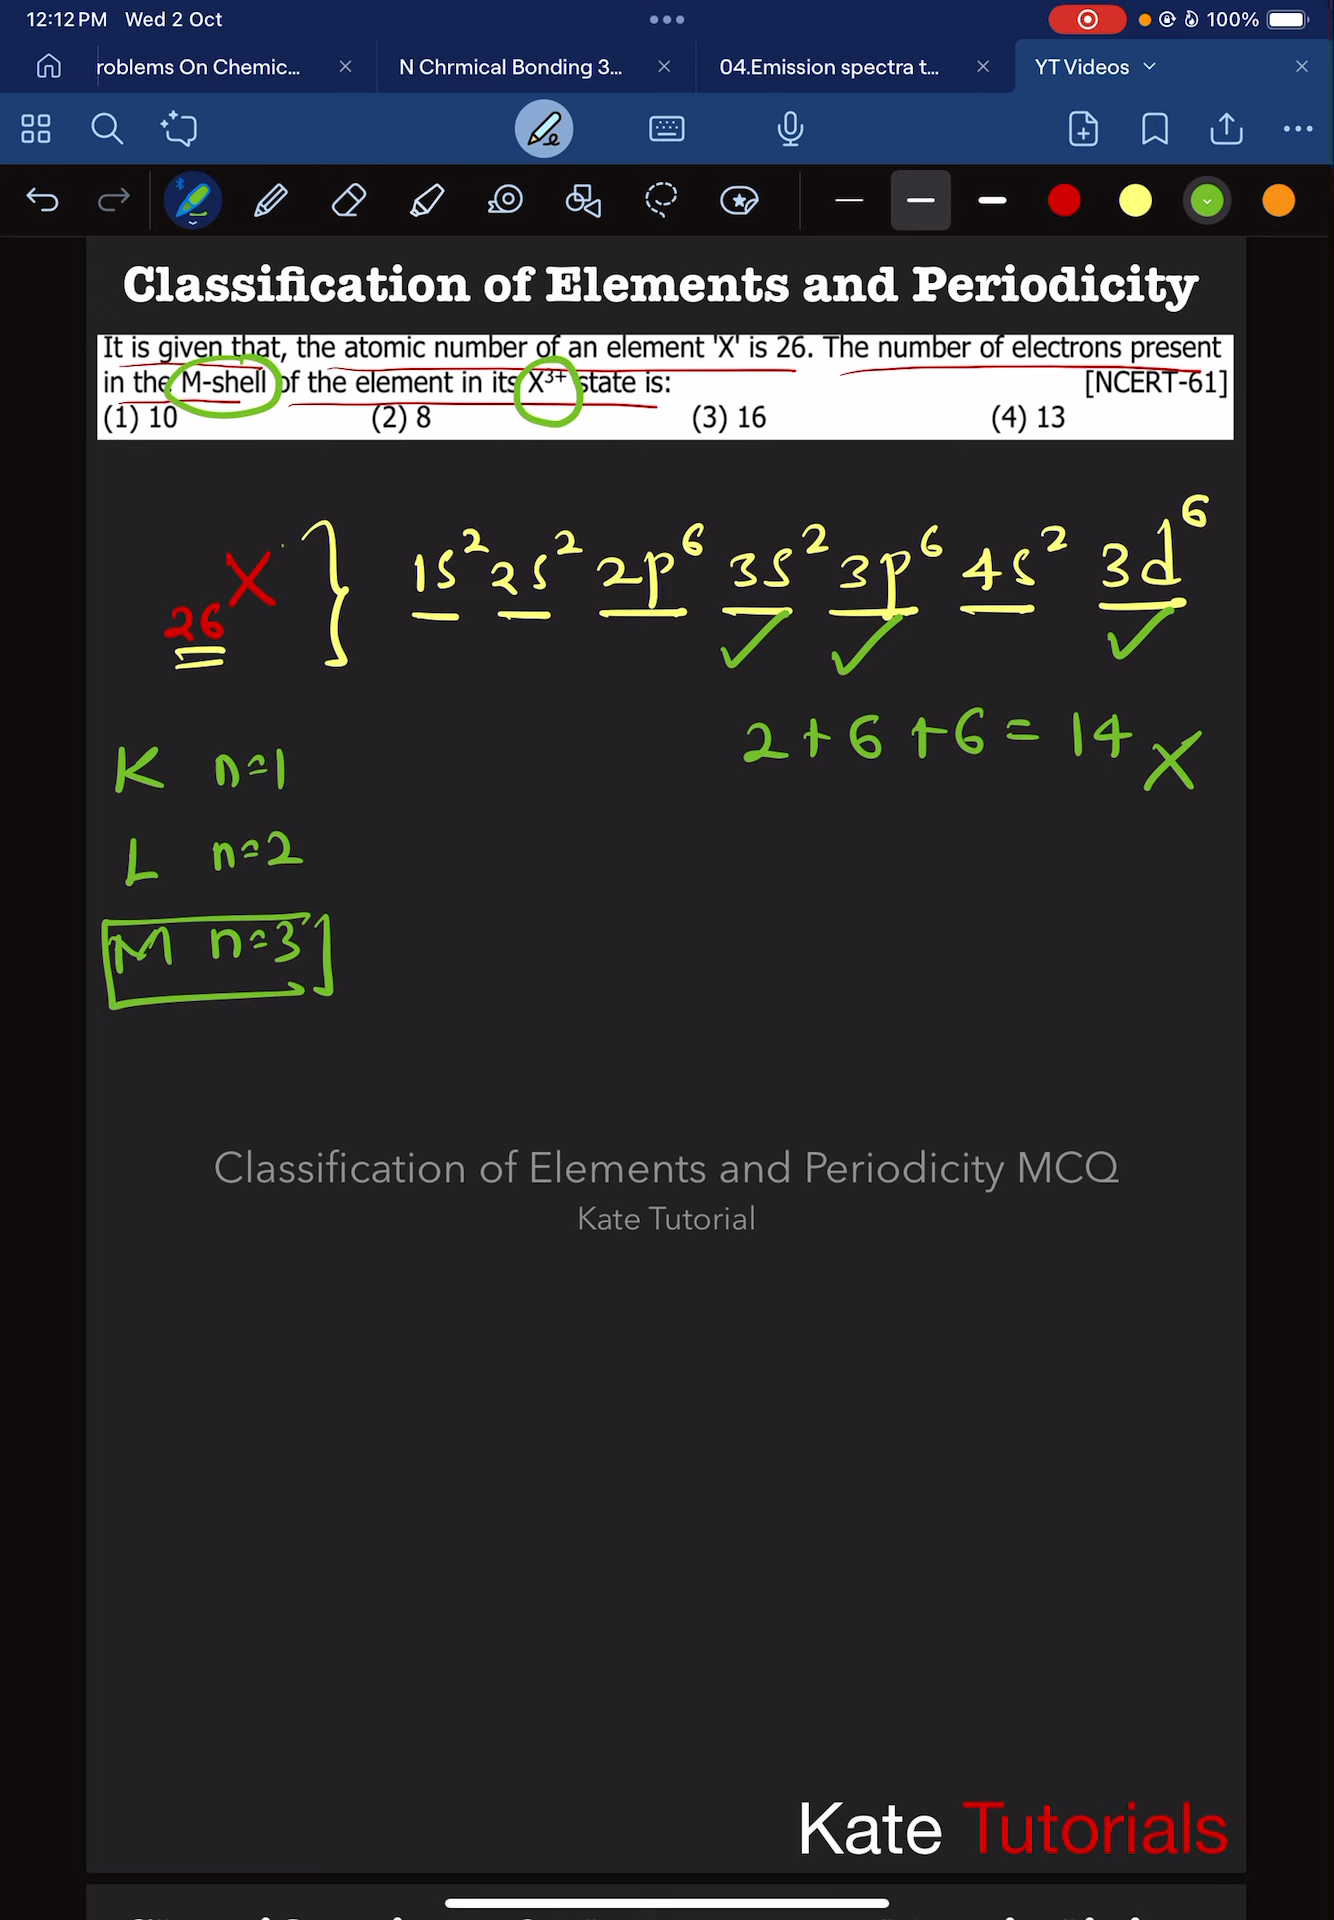 12:12 PM Wed 2 Oct 100%
roblems On Chemic... N Chrmical Bonding 3... 04.Emission spectra t... YT Videos
Classification of Elements and Periodicity
It is given that, the atomic number of an element 'X' is 26. The number of electrons present
in the M-shell of the element in its X³⁺ state is: [NCERT-61]
(1) 10 (2) 8 (3) 16 (4) 13
₂₆X } 1s² 2s² 2p⁶ 3s² 3p⁶ 4s² 3d⁶
2+6+6=14 X
K n=1
L n=2
M n=3
Classification of Elements and Periodicity MCQ
Kate Tutorial
Kate Tutorials